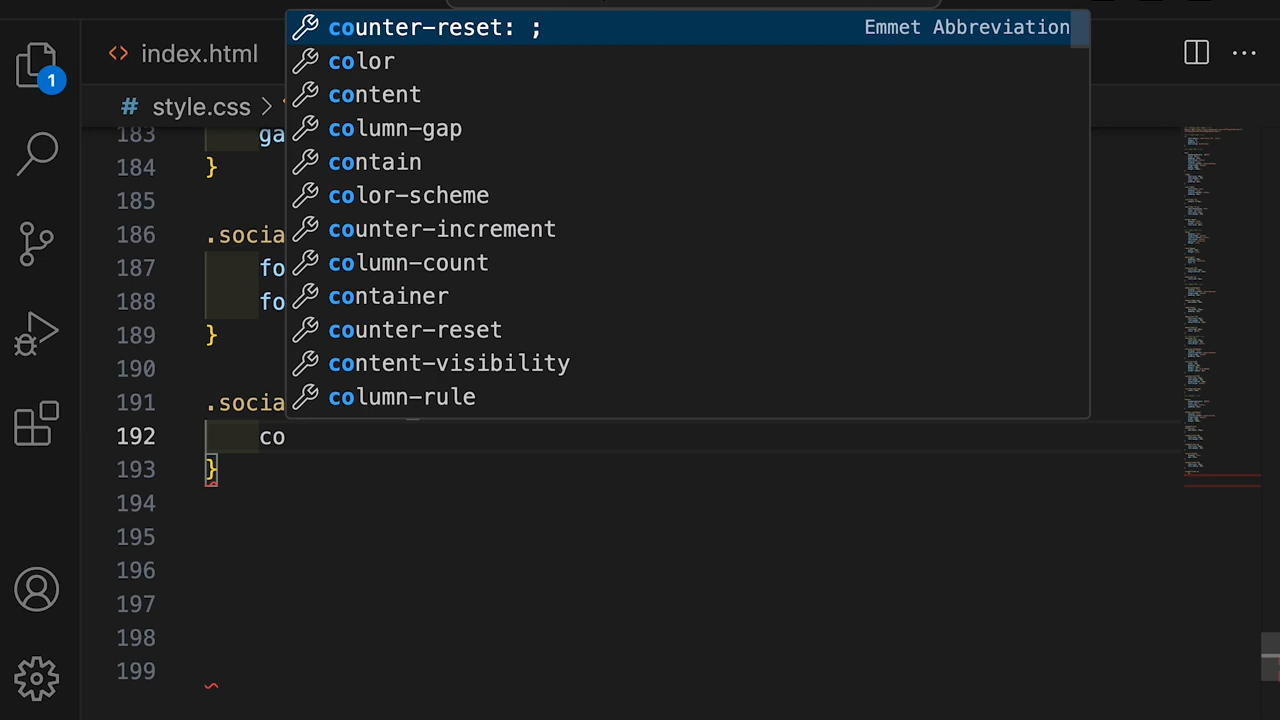 counter-reset: ; Emmet Abbreviation
<> index.html
color
content
# style.css >
column-gap
183 ga
contain
184 }
185 color-scheme
186 .socia counter-increment
187 fo column-count
188 fo container
189 } counter-reset
190 content-visibility
191 .socia column-rule
192 co
193 }
194
195
196
197
198
199
1